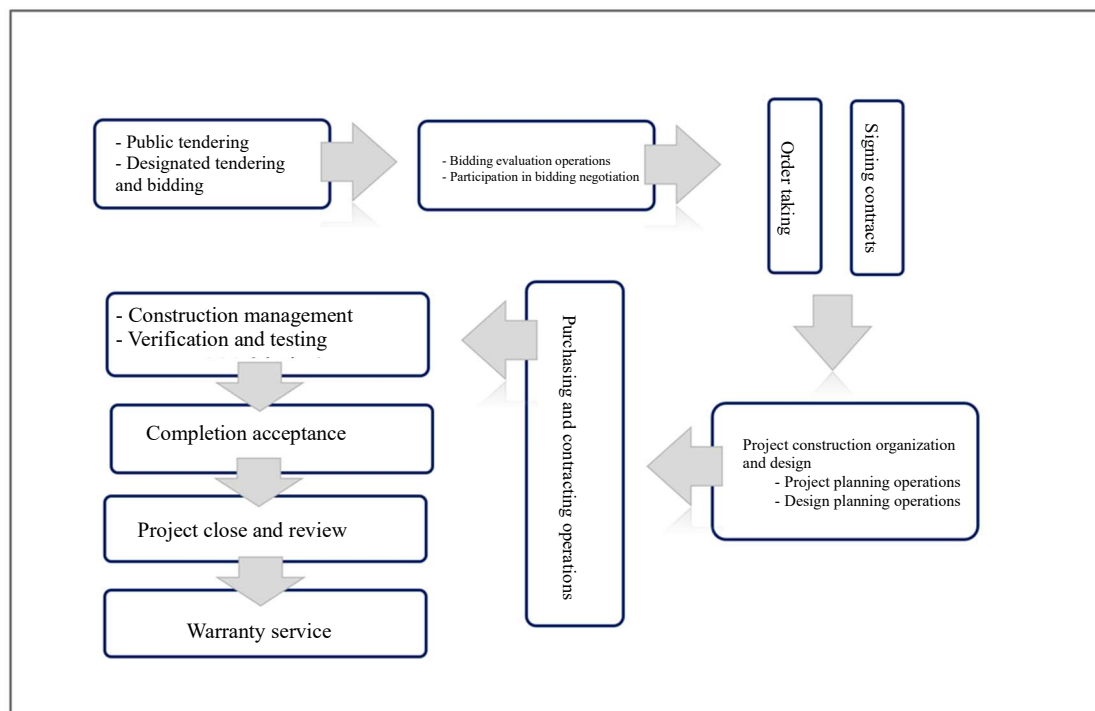 - Public tendering
- Designated tendering
and bidding
- Bidding evaluation operations
- Participation in bidding negotiation
Order taking
Signing contracts
Project construction organization
and design
- Project planning operations
- Design planning operations
Purchasing and contracting operations
- Construction management
- Verification and testing
Completion acceptance
Project close and review
Warranty service